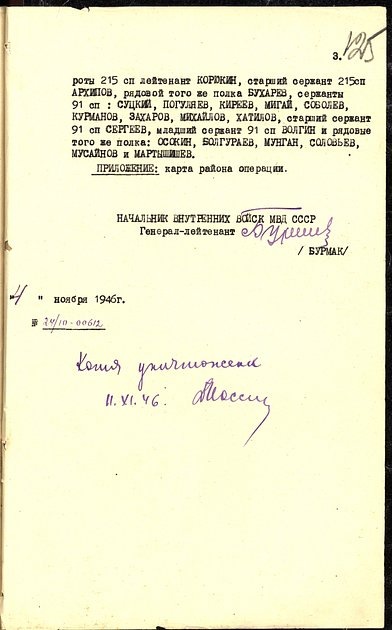 3.
125
роты 215 сп лейтенант КОРЯКИН, старший сержант 215сп
АРХИПОВ, рядовой того же полка БУХАРЕВ, сержанты
91 сп : СУЦКИЙ, ПОГУЛЯЕВ, КИРЕЕВ, МИГАЙ, СОБОЛЕВ,
КУРМАНОВ, ЗАХАРОВ, МИХАЙЛОВ, ХАТИЛОВ, старший сержант
91 сп СЕРГЕЕВ, младший сержант 91 сп ВОЛГИН и рядовые
того же полка: ОСОКИН, БОЛГУРАЕВ, МУНГАН, СОЛОВЬЕВ,
МУСАЙНОВ и МАРТЫШИШЕВ.
ПРИЛОЖЕНИЕ: карта района операции.
НАЧАЛЬНИК ВНУТРЕННИХ ВОЙСК МВД СССР
Генерал-лейтенант
/ БУРМАК/
"4" ноября 1946г.
№ 24/10-00612
Копия уничтожена
11.XI.46.